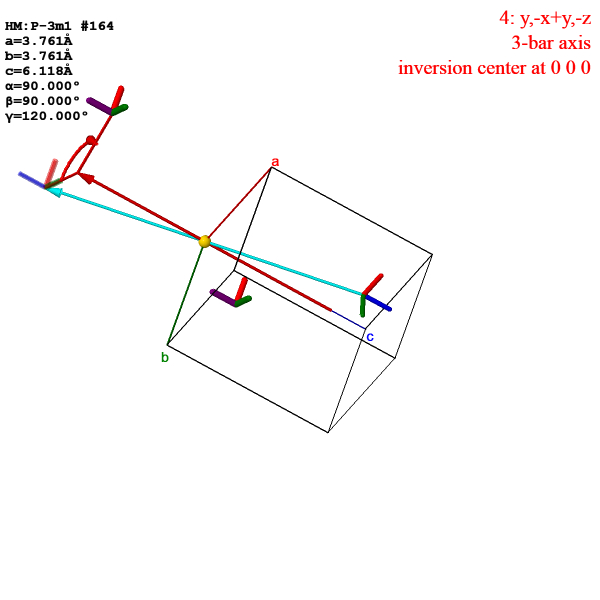 HM:P-3m1 #164
a=3.761Å
b=3.761Å
c=6.118Å
α=90.000°
β=90.000°
γ=120.000°
4: y,-x+y,-z
3-bar axis
inversion center at 0 0 0
a
c
b